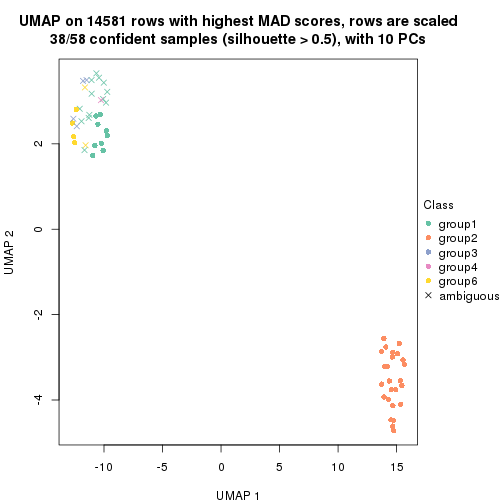 UMAP on 14581 rows with highest MAD scores, rows are scaled
38/58 confident samples (silhouette > 0.5), with 10 PCs
Class
group1
group2
group3
group4
group6
ambiguous
2
0
-2
-4
UMAP 2
-10
-5
0
5
10
15
UMAP 1